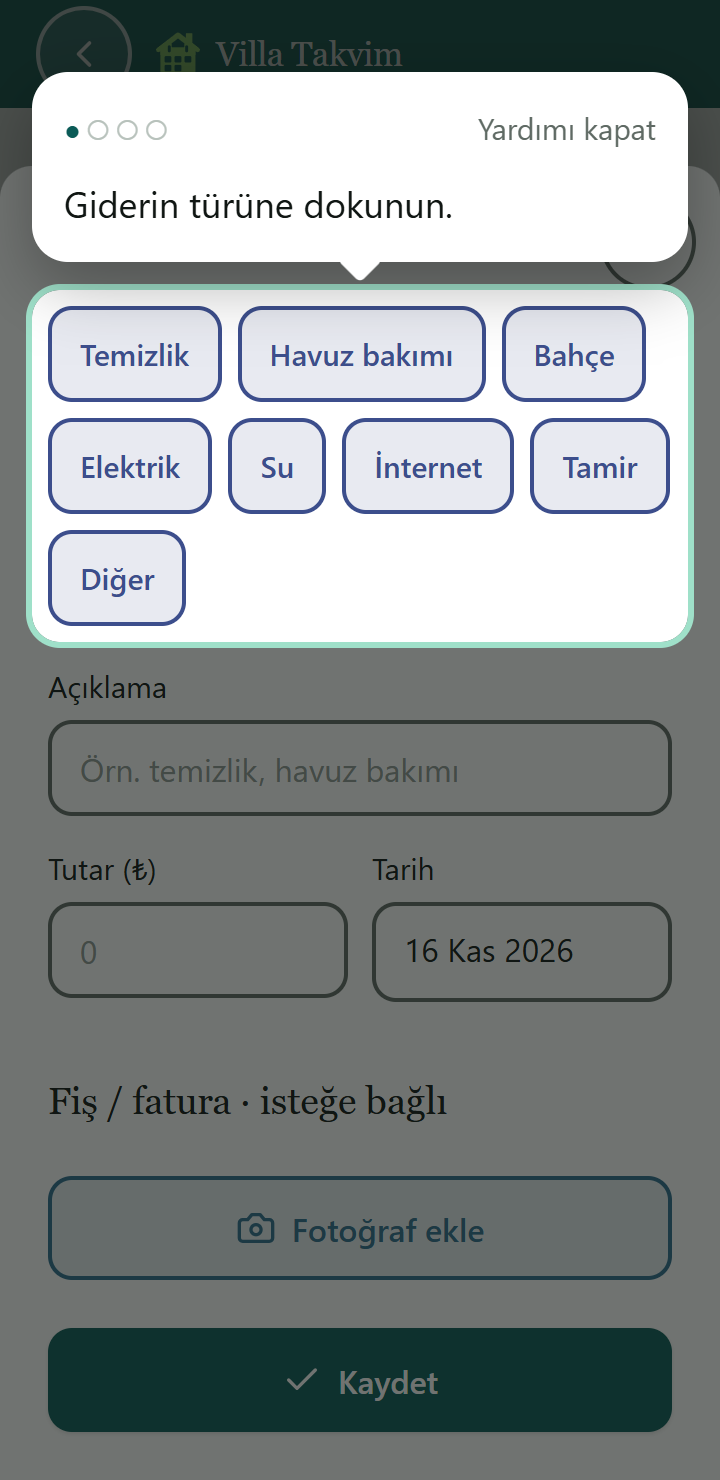 Villa Takvim
Yardımı kapat
Giderin türüne dokunun.
Temizlik
Havuz bakımı
Bahçe
Elektrik
Su
İnternet
Tamir
Diğer
Açıklama
Örn. temizlik, havuz bakımı
Tutar (₺)
Tarih
0
16 Kas 2026
Fiş / fatura · isteğe bağlı
Fotoğraf ekle
Kaydet